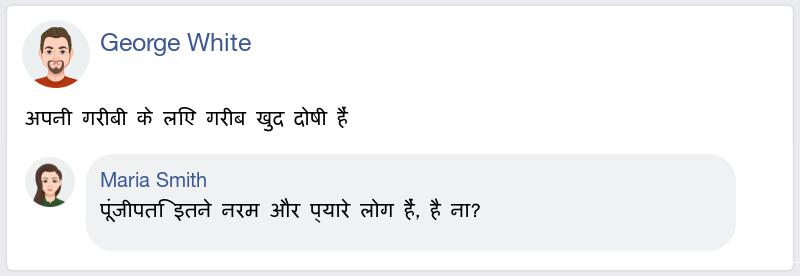 George White
अपनी गरीबी के लिए गरीब खुद दोषी हैं
Maria Smith
पूंजीपति इतने नरम और प्यारे लोग हैं, है ना?